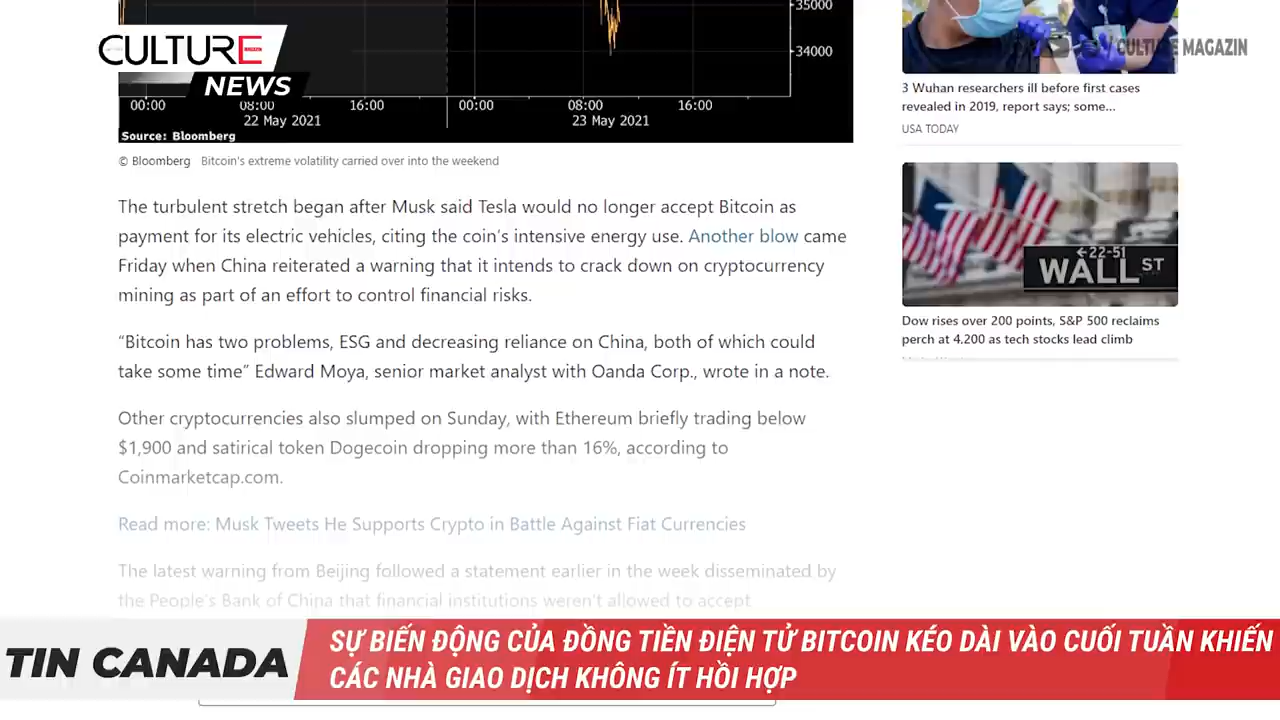 CULTURE
NEWS
35000
34000
00:00 08:00 16:00 00:00 08:00 16:00
22 May 2021 23 May 2021
Source: Bloomberg
© Bloomberg Bitcoin's extreme volatility carried over into the weekend
The turbulent stretch began after Musk said Tesla would no longer accept Bitcoin as
payment for its electric vehicles, citing the coin's intensive energy use. Another blow came
Friday when China reiterated a warning that it intends to crack down on cryptocurrency
mining as part of an effort to control financial risks.
“Bitcoin has two problems, ESG and decreasing reliance on China, both of which could
take some time” Edward Moya, senior market analyst with Oanda Corp., wrote in a note.
Other cryptocurrencies also slumped on Sunday, with Ethereum briefly trading below
$1,900 and satirical token Dogecoin dropping more than 16%, according to
Coinmarketcap.com.
Read more: Musk Tweets He Supports Crypto in Battle Against Fiat Currencies
The latest warning from Beijing followed a statement earlier in the week disseminated by
the People's Bank of China that financial institutions weren't allowed to accept
/ CULTURE MAGAZIN
3 Wuhan researchers ill before first cases
revealed in 2019, report says; some...
USA TODAY
←22-51
WALL ST
Dow rises over 200 points, S&P 500 reclaims
perch at 4,200 as tech stocks lead climb
TIN CANADA
SỰ BIẾN ĐỘNG CỦA ĐỒNG TIỀN ĐIỆN TỬ BITCOIN KÉO DÀI VÀO CUỐI TUẦN KHIẾN
CÁC NHÀ GIAO DỊCH KHÔNG ÍT HỒI HỢP